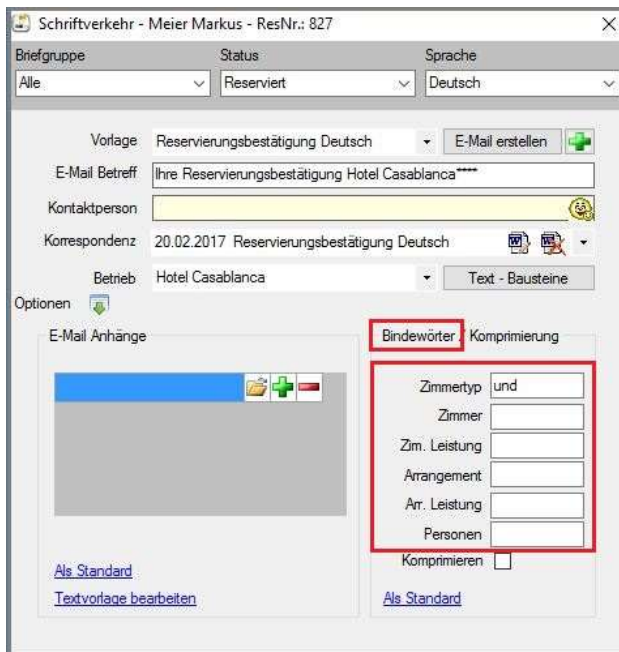 Schriftverkehr - Meier Markus - ResNr.: 827
Briefgruppe Status Sprache
Alle Reserviert Deutsch
Vorlage Reservierungsbestätigung Deutsch E-Mail erstellen
E-Mail Betreff Ihre Reservierungsbestätigung Hotel Casablanca****
Kontaktperson
Korrespondenz 20.02.2017 Reservierungsbestätigung Deutsch
Betrieb Hotel Casablanca Text - Bausteine
Optionen
E-Mail Anhänge Bindewörter / Komprimierung
Zimmertyp und
Zimmer
Zim. Leistung
Arrangement
Arr. Leistung
Personen
Komprimieren
Als Standard
Textvorlage bearbeiten Als Standard